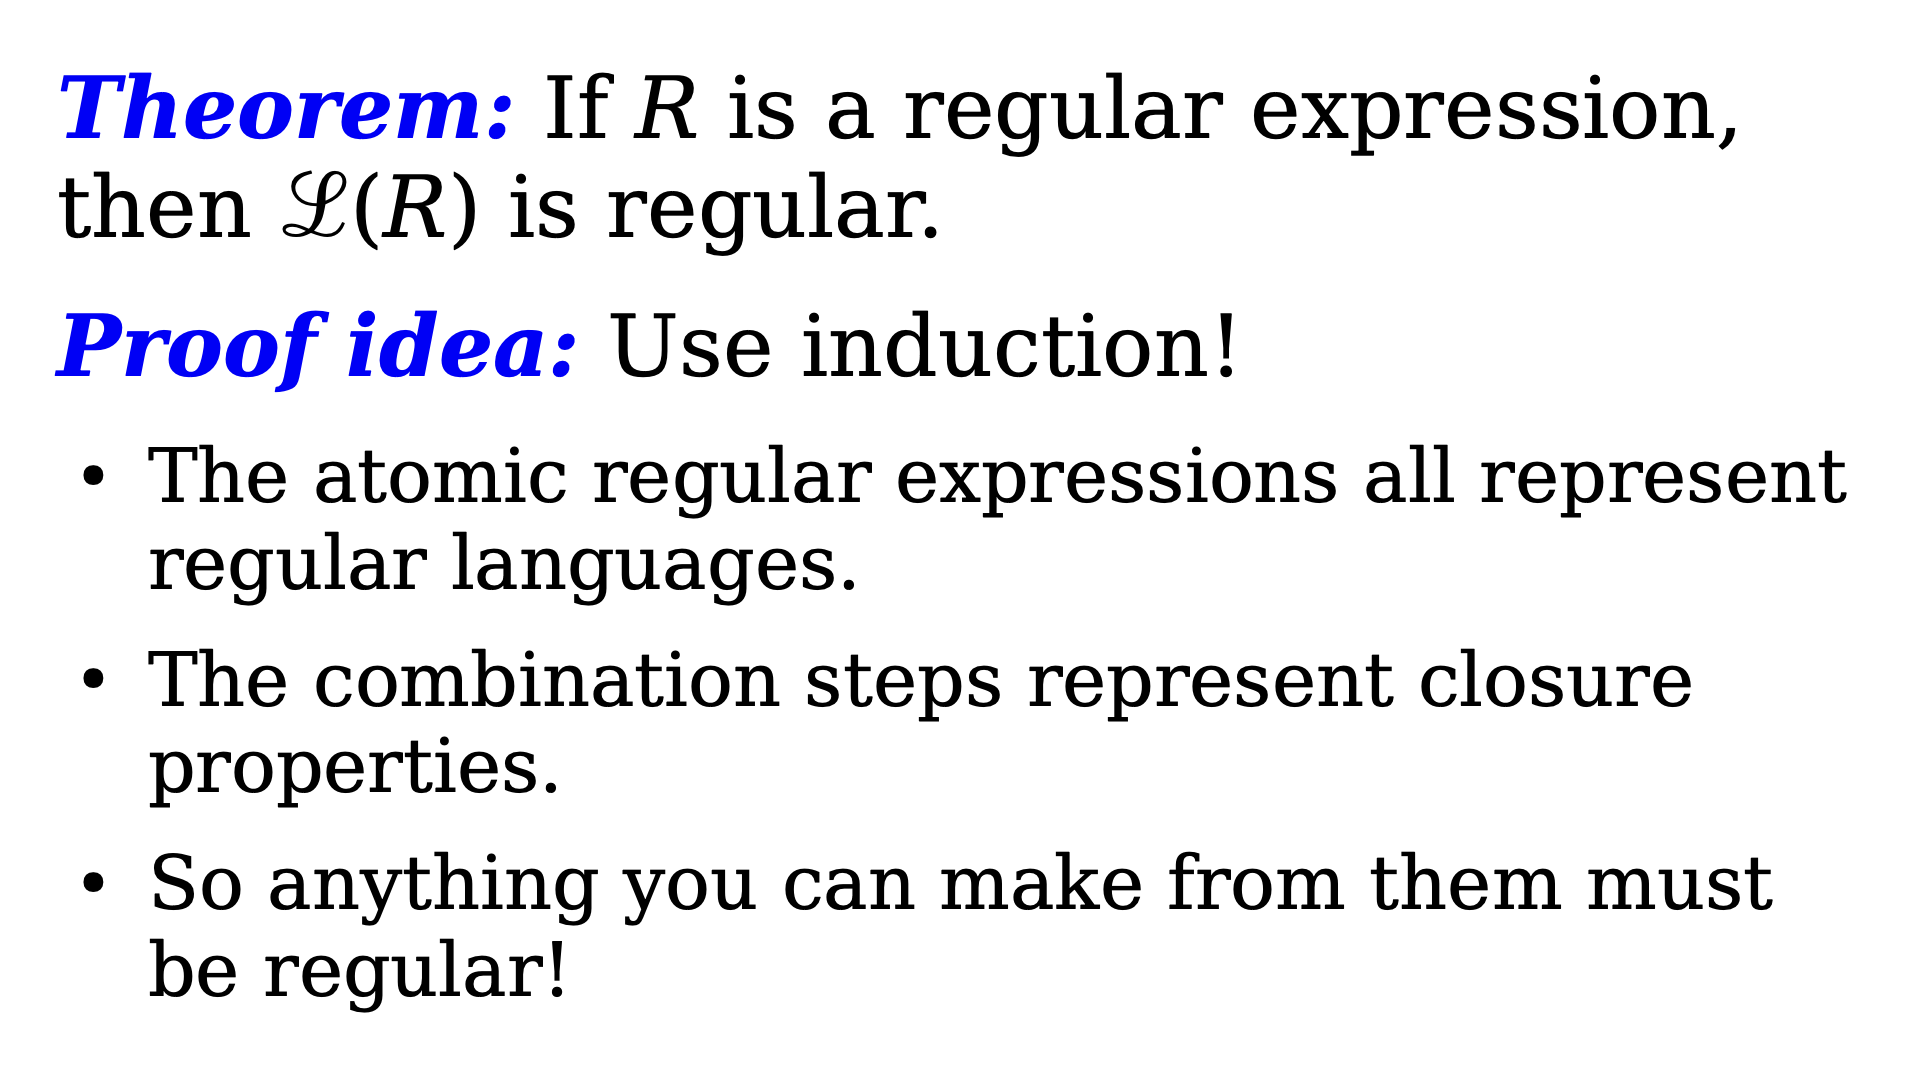 Theorem: If R is a regular expression,
then ℒ(R) is regular.
Proof idea: Use induction!
• The atomic regular expressions all represent
regular languages.
• The combination steps represent closure
properties.
• So anything you can make from them must
be regular!